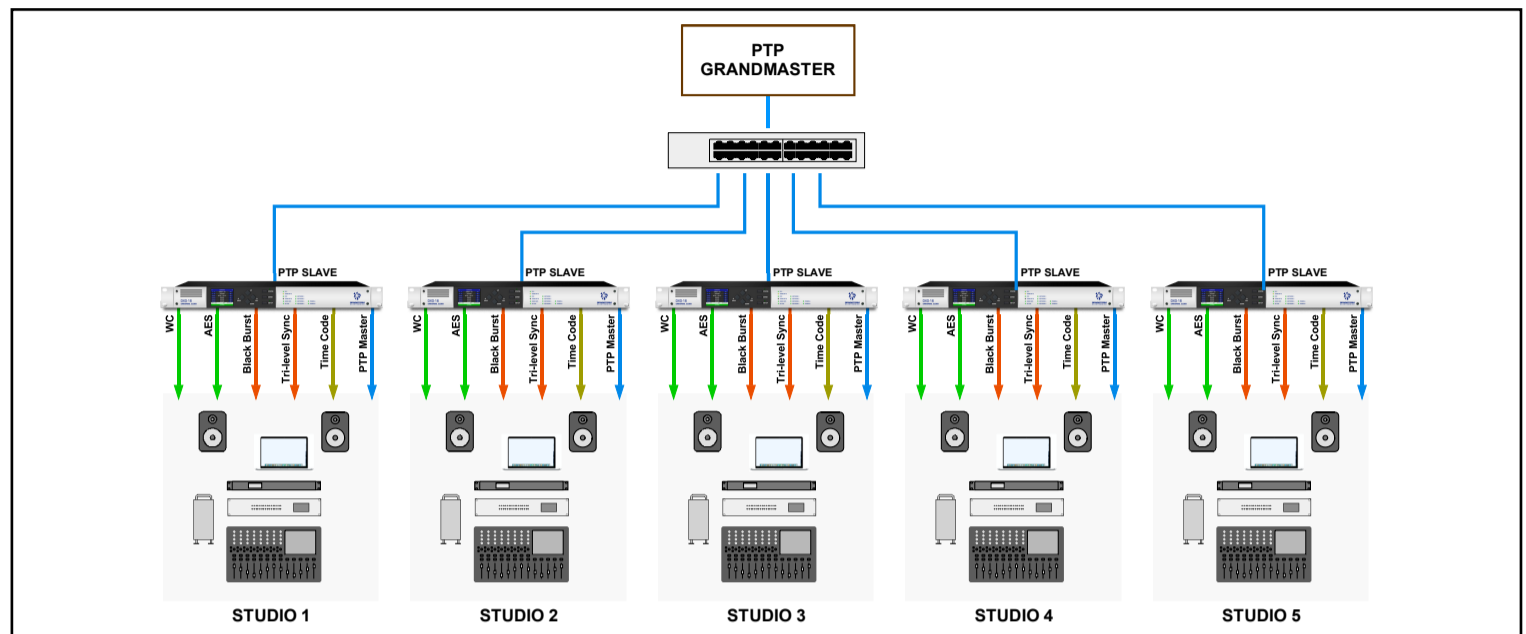 PTP
GRANDMASTER
PTP SLAVE
PTP SLAVE
PTP SLAVE
PTP SLAVE
PTP SLAVE
WC
AES
Black Burst
Tri-level Sync
Time Code
PTP Master
WC
AES
Black Burst
Tri-level Sync
Time Code
PTP Master
WC
AES
Black Burst
Tri-level Sync
Time Code
PTP Master
WC
AES
Black Burst
Tri-level Sync
Time Code
PTP Master
WC
AES
Black Burst
Tri-level Sync
Time Code
PTP Master
STUDIO 1
STUDIO 2
STUDIO 3
STUDIO 4
STUDIO 5